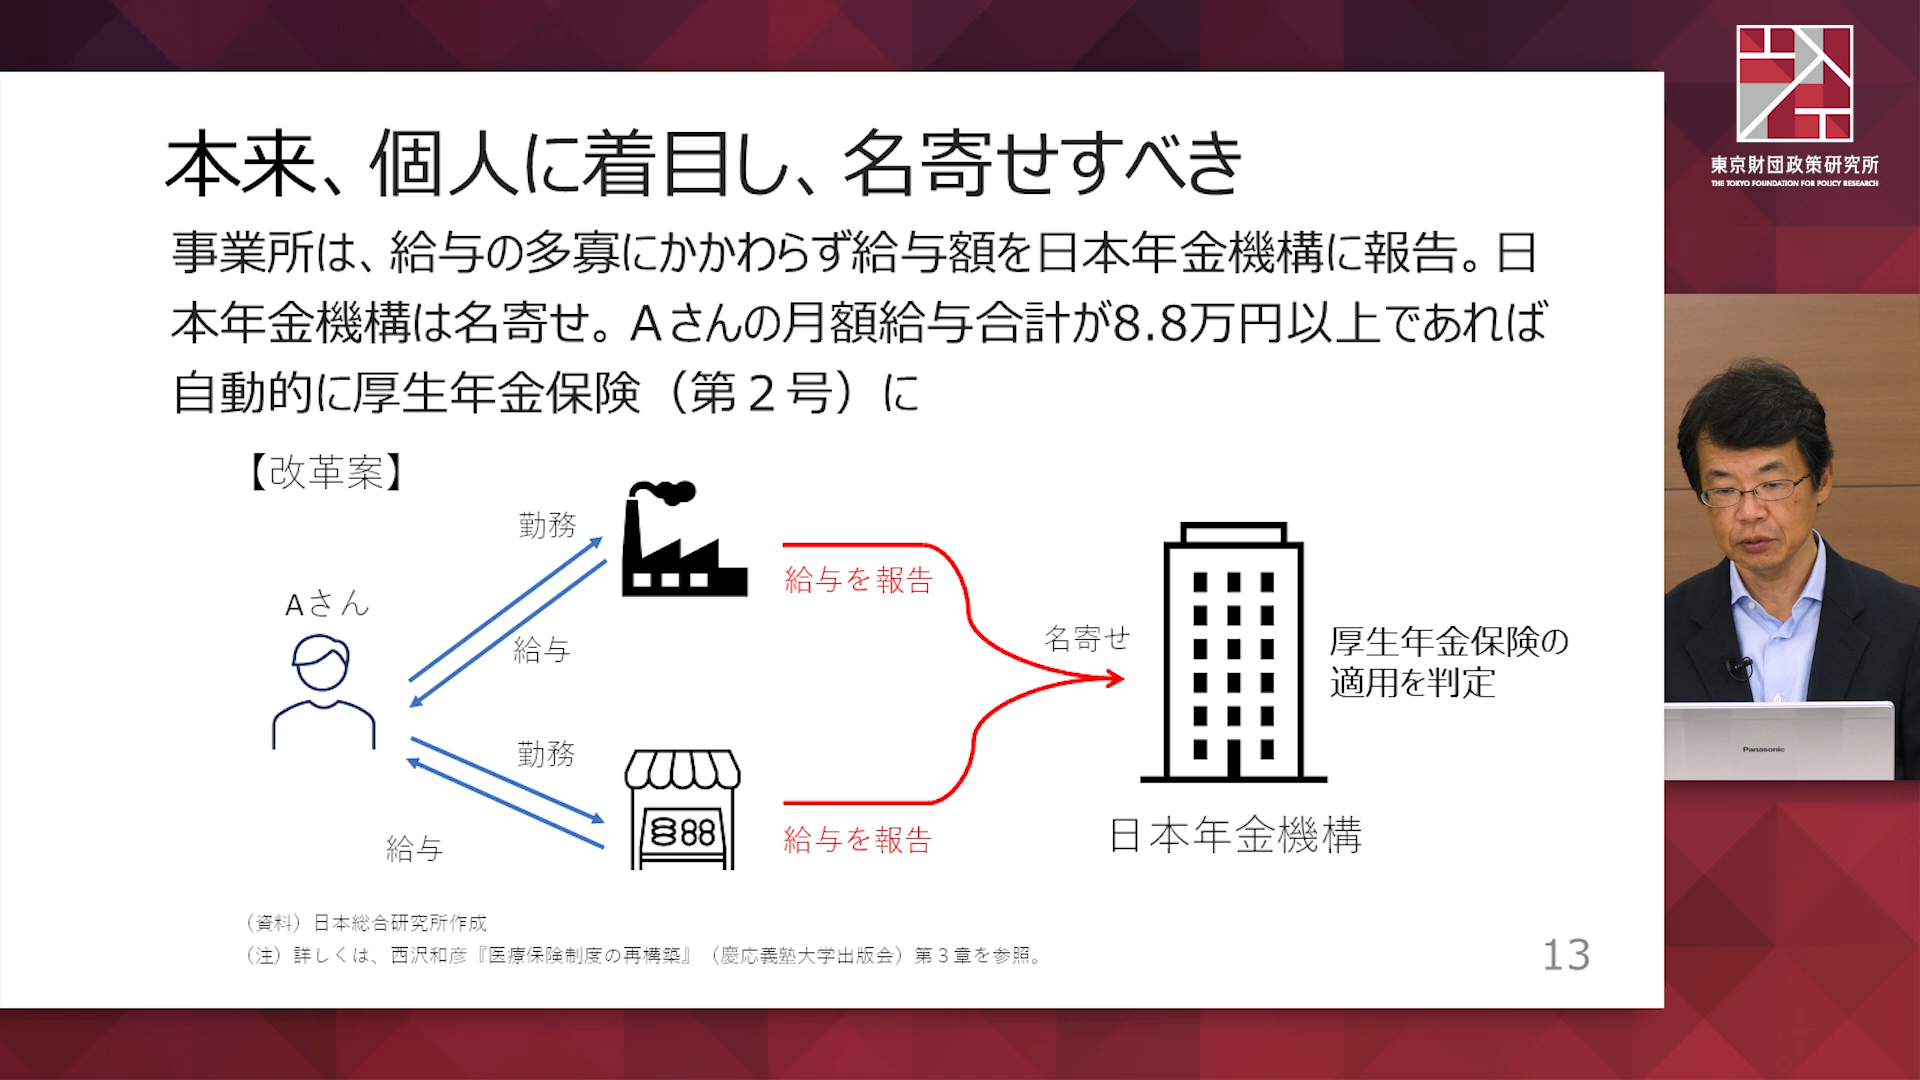 本来、個人に着目し、名寄せすべき
事業所は、給与の多寡にかかわらず給与額を日本年金機構に報告。日
本年金機構は名寄せ。Aさんの月額給与合計が8.8万円以上であれば
自動的に厚生年金保険（第２号）に
【改革案】
勤務
給与を報告
Aさん
給与
名寄せ
厚生年金保険の
適用を判定
勤務
給与
給与を報告
日本年金機構
（資料）日本総合研究所作成
（注）詳しくは、西沢和彦『医療保険制度の再構築』（慶応義塾大学出版会）第３章を参照。
13
東京財団政策研究所
THE TOKYO FOUNDATION FOR POLICY RESEARCH
Panasonic